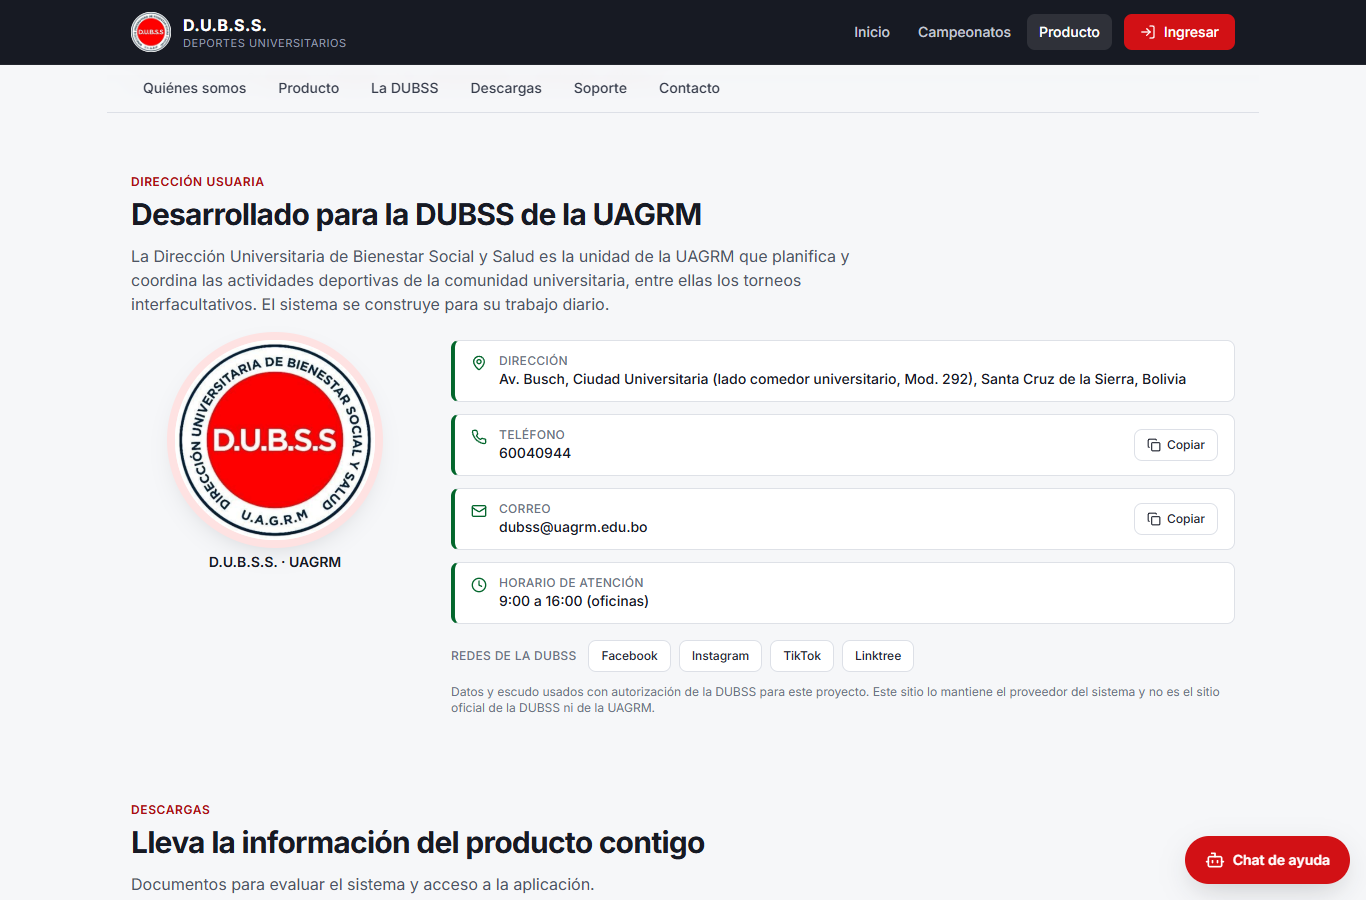 D.U.B.S.S
D.U.B.S.S.
DEPORTES UNIVERSITARIOS
Inicio
Campeonatos
Producto
Ingresar
Quiénes somos
Producto
La DUBSS
Descargas
Soporte
Contacto
DIRECCIÓN USUARIA
Desarrollado para la DUBSS de la UAGRM
La Dirección Universitaria de Bienestar Social y Salud es la unidad de la UAGRM que planifica y
coordina las actividades deportivas de la comunidad universitaria, entre ellas los torneos
interfacultativos. El sistema se construye para su trabajo diario.
DIRECCIÓN UNIVERSITARIA DE BIENESTAR SOCIAL Y SALUD
D.U.B.S.S
U.A.G.R.M
D.U.B.S.S. · UAGRM
DIRECCIÓN
Av. Busch, Ciudad Universitaria (lado comedor universitario, Mod. 292), Santa Cruz de la Sierra, Bolivia
TELÉFONO
60040944
Copiar
CORREO
dubss@uagrm.edu.bo
Copiar
HORARIO DE ATENCIÓN
9:00 a 16:00 (oficinas)
REDES DE LA DUBSS
Facebook
Instagram
TikTok
Linktree
Datos y escudo usados con autorización de la DUBSS para este proyecto. Este sitio lo mantiene el proveedor del sistema y no es el sitio
oficial de la DUBSS ni de la UAGRM.
DESCARGAS
Lleva la información del producto contigo
Documentos para evaluar el sistema y acceso a la aplicación.
Chat de ayuda